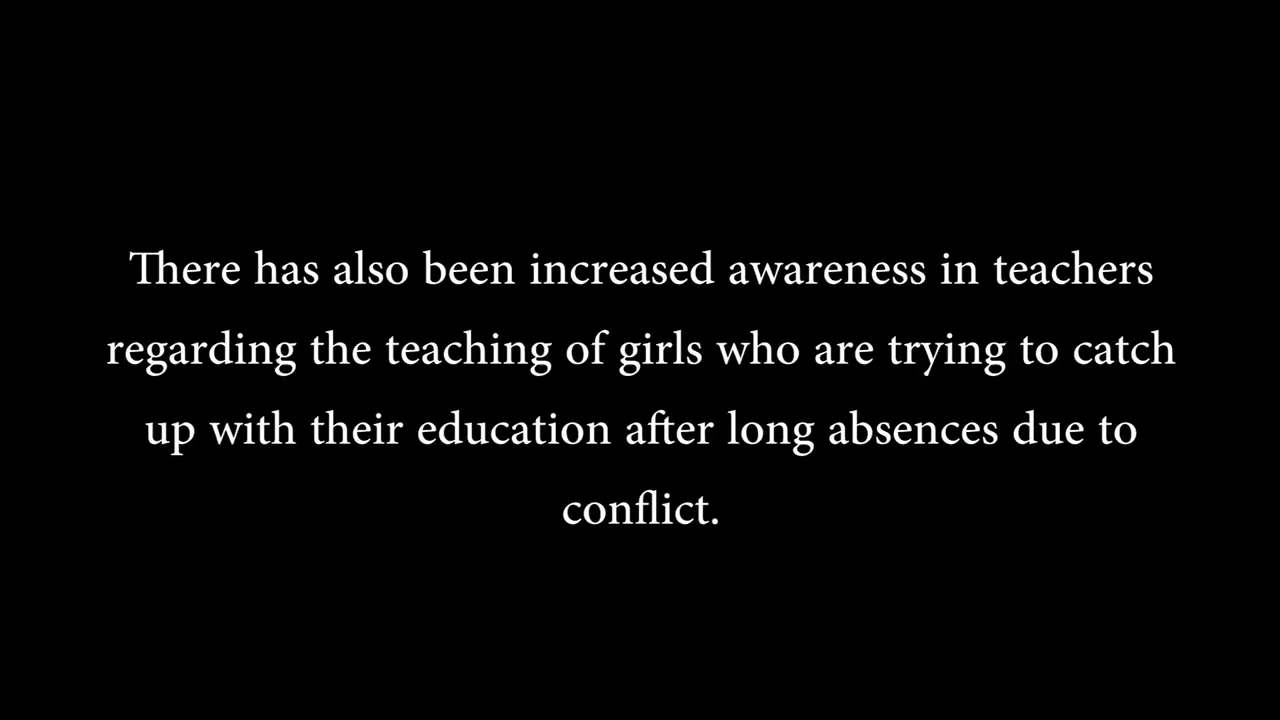 There has also been increased awareness in teachers
regarding the teaching of girls who are trying to catch
up with their education after long absences due to
conflict.